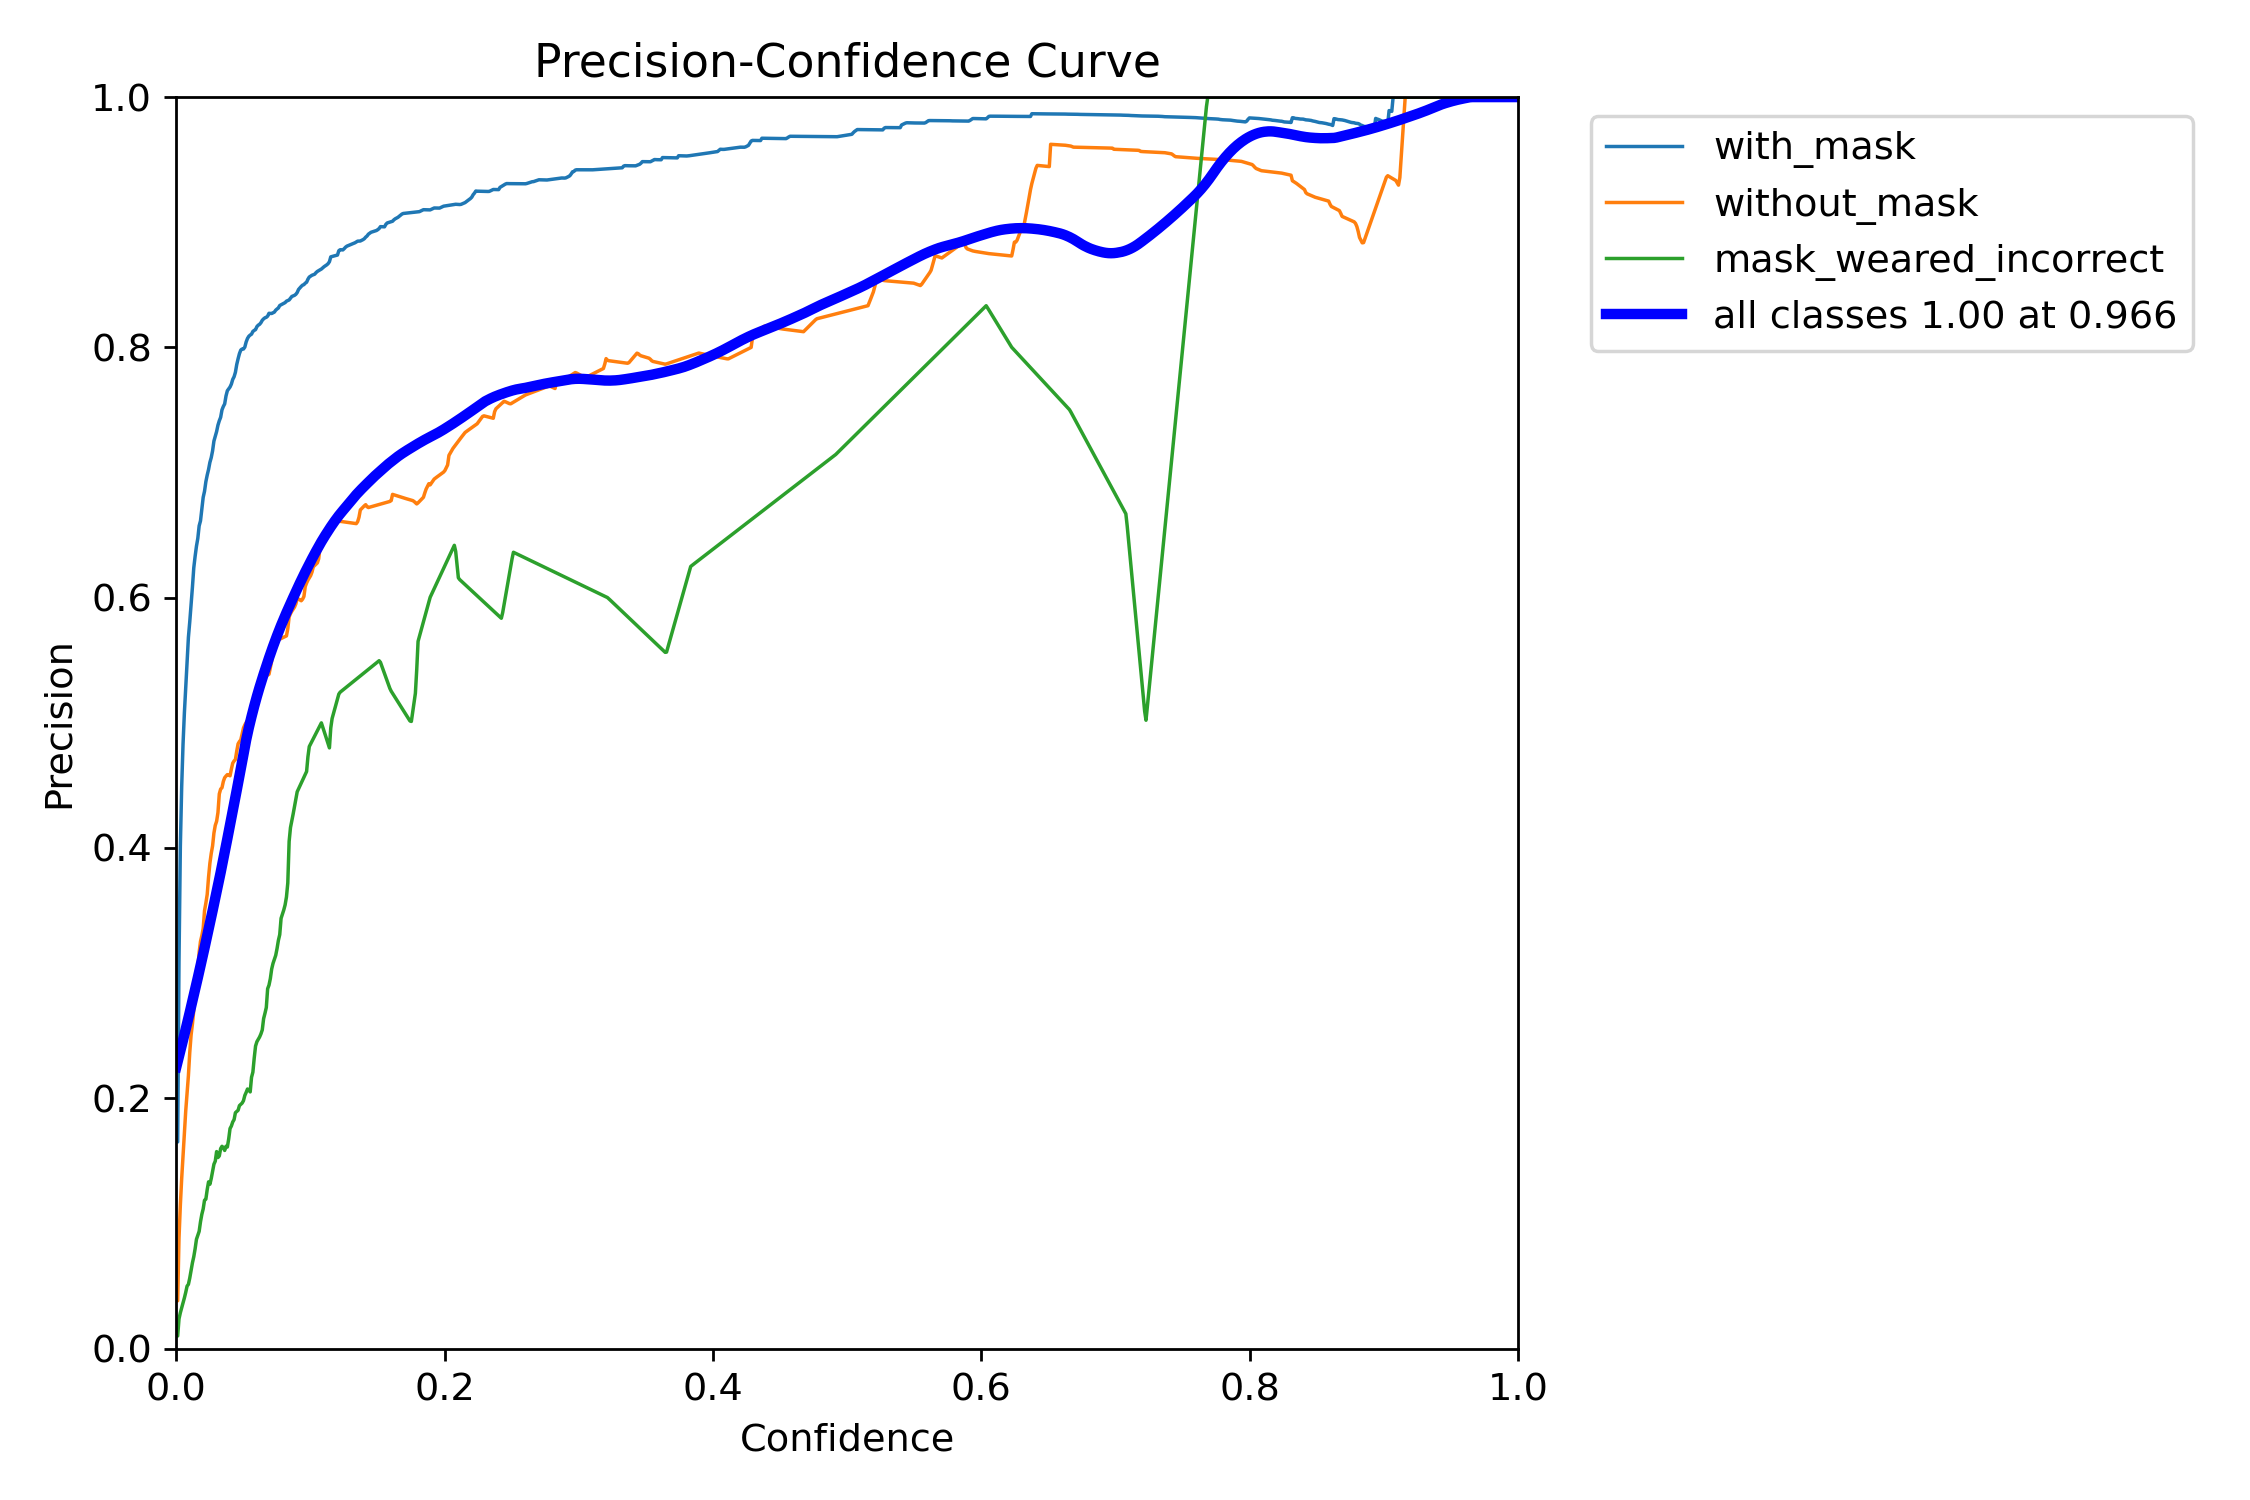 Precision-Confidence Curve
1.0
0.8
0.6
0.4
0.2
0.0
Precision
0.0 0.2 0.4 0.6 0.8 1.0
Confidence
with_mask
without_mask
mask_weared_incorrect
all classes 1.00 at 0.966